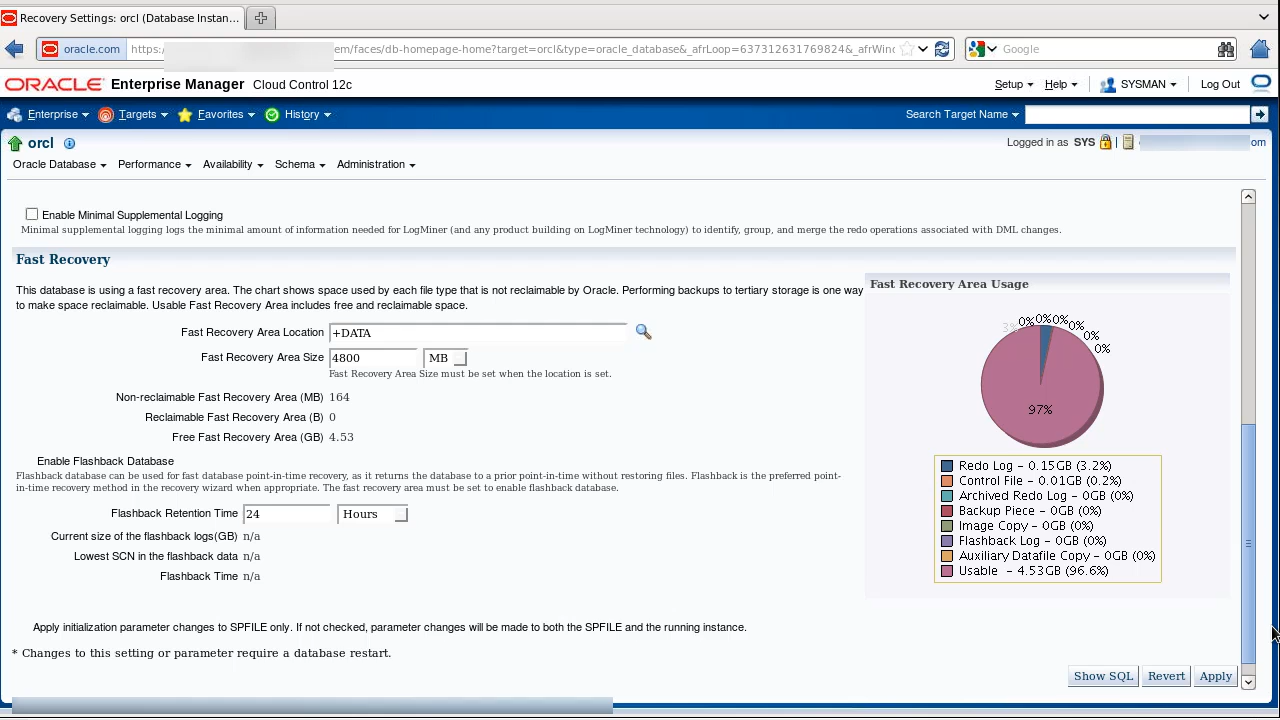 Recovery Settings: orcl (Database Instan...
oracle.com https: em/faces/db-homepage-home?target=orcl&type=oracle_database&_afrLoop=8273126317698244&_afrWinc Google
ORACLE Enterprise Manager Cloud Control 12c Setup Help SYSMAN Log Out
Enterprise Targets Favorites History Search Target Name
orcl Logged in as SYS | om
Oracle Database Performance Availability Schema Administration
Enable Minimal Supplemental Logging
Minimal supplemental logging logs the minimal amount of information needed for LogMiner (and any product building on LogMiner technology) to identify, group, and merge the redo operations associated with DML changes.
Fast Recovery
This database is using a fast recovery area. The chart shows space used by each file type that is not reclaimable by Oracle. Performing backups to tertiary storage is one way
to make space reclaimable. Usable Fast Recovery Area includes free and reclaimable space.
Fast Recovery Area Location +DATA
Fast Recovery Area Size 4800 MB
Fast Recovery Area Size must be set when the location is set.
Non-reclaimable Fast Recovery Area (MB) 164
Reclaimable Fast Recovery Area (B) 0
Free Fast Recovery Area (GB) 4.53
Enable Flashback Database
Flashback database can be used for fast database point-in-time recovery, as it returns the database to a prior point-in-time without restoring files. Flashback is the preferred point-
in-time recovery method in the recovery wizard when appropriate. The fast recovery area must be set to enable flashback database.
Flashback Retention Time 24 Hours
Current size of the flashback logs(GB) n/a
Lowest SCN in the flashback data n/a
Flashback Time n/a
Fast Recovery Area Usage
3% 0% 0% 0% 0% 0% 0%
97%
Redo Log – 0.15GB (3.2%)
Control File – 0.01GB (0.2%)
Archived Redo Log – 0GB (0%)
Backup Piece – 0GB (0%)
Image Copy – 0GB (0%)
Flashback Log – 0GB (0%)
Auxiliary Datafile Copy – 0GB (0%)
Usable – 4.53GB (96.6%)
Apply initialization parameter changes to SPFILE only. If not checked, parameter changes will be made to both the SPFILE and the running instance.
* Changes to this setting or parameter require a database restart.
Show SQL Revert Apply